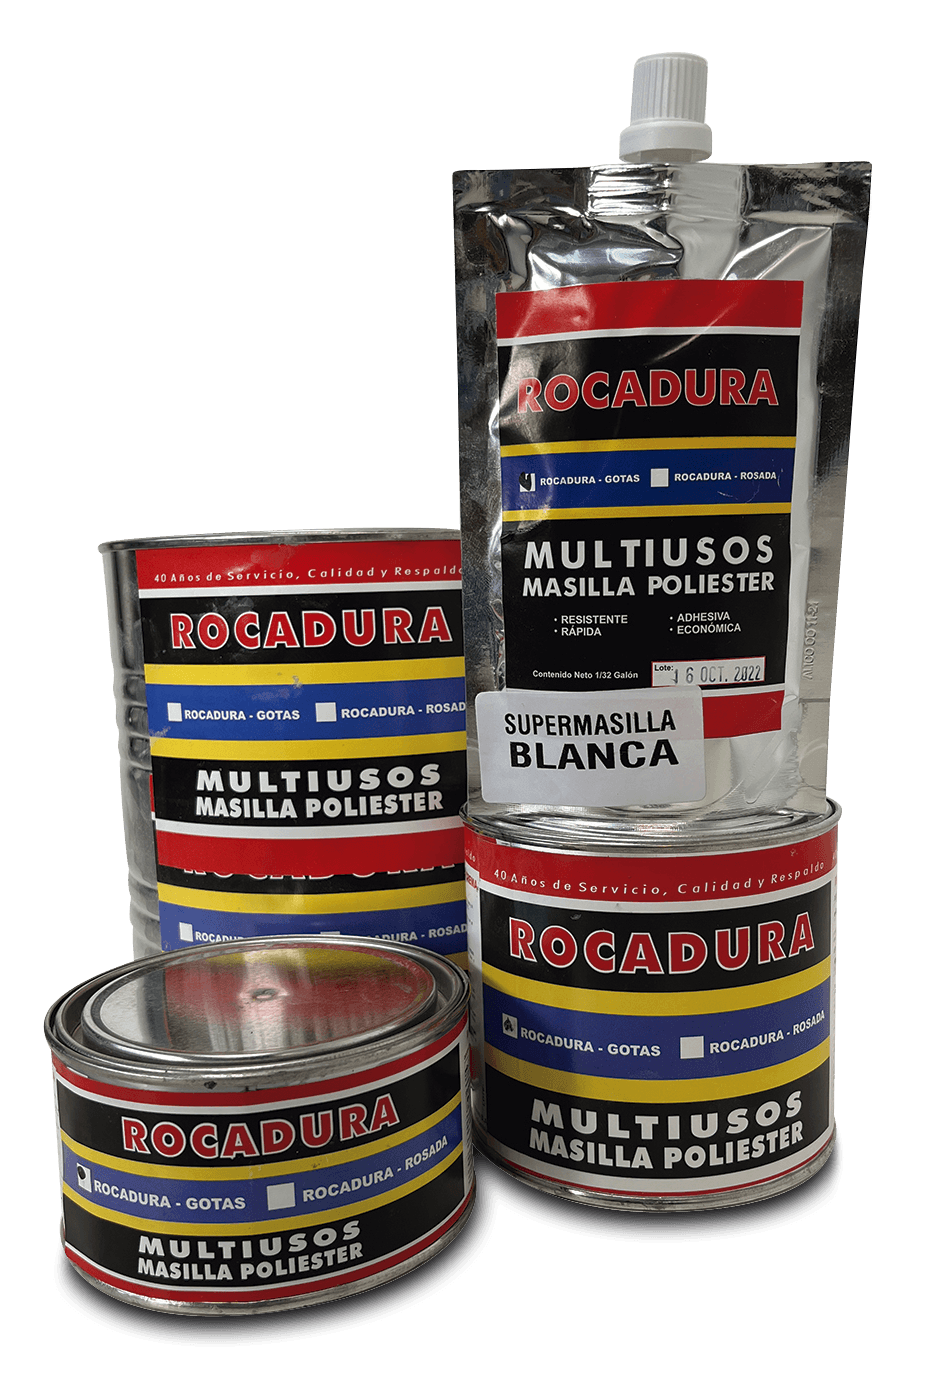 ROCADURA
ROCADURA - GOTAS ROCADURA - ROSADA
MULTIUSOS
MASILLA POLIESTER
• RESISTENTE • ADHESIVA
• RÁPIDA • ECONÓMICA
Contenido Neto 1/32 Galón
Lote: 16 OCT. 2022
SUPERMASILLA
BLANCA
40 Años de Servicio, Calidad y Respaldo
ROCADURA
ROCADURA - GOTAS ROCADURA - ROSAD
MULTIUSOS
MASILLA POLIESTER
ROCADURA
40 Años de Servicio, Calidad y Respaldo
ROCADURA
ROCADURA - GOTAS ROCADURA - ROSADA
MULTIUSOS
MASILLA POLIESTER
ROCADURA
ROCADURA - GOTAS ROCADURA - ROSADA
MULTIUSOS
MASILLA POLIESTER